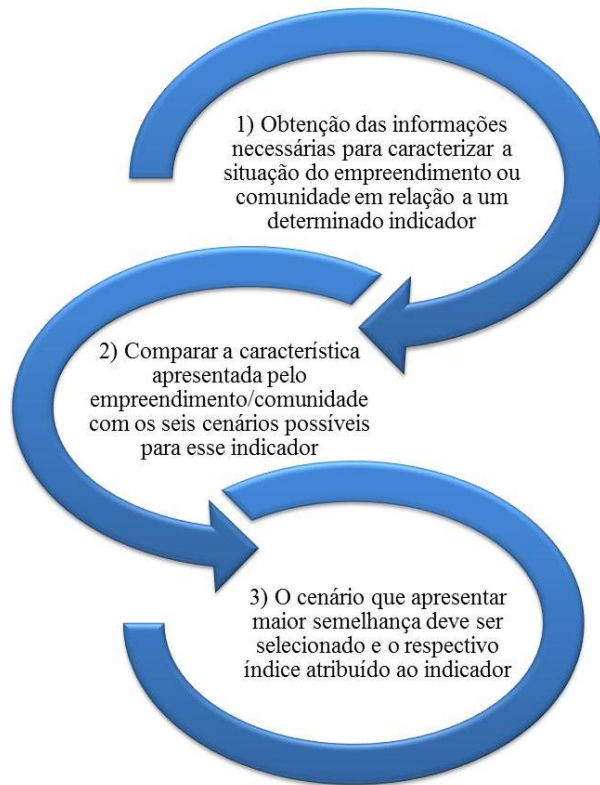 1) Obtenção das informações
necessárias para caracterizar a
situação do empreendimento ou
comunidade em relação a um
determinado indicador
2) Comparar a característica
apresentada pelo
empreendimento/comunidade
com os seis cenários possíveis
para esse indicador
3) O cenário que apresentar
maior semelhança deve ser
selecionado e o respectivo
índice atribuído ao indicador